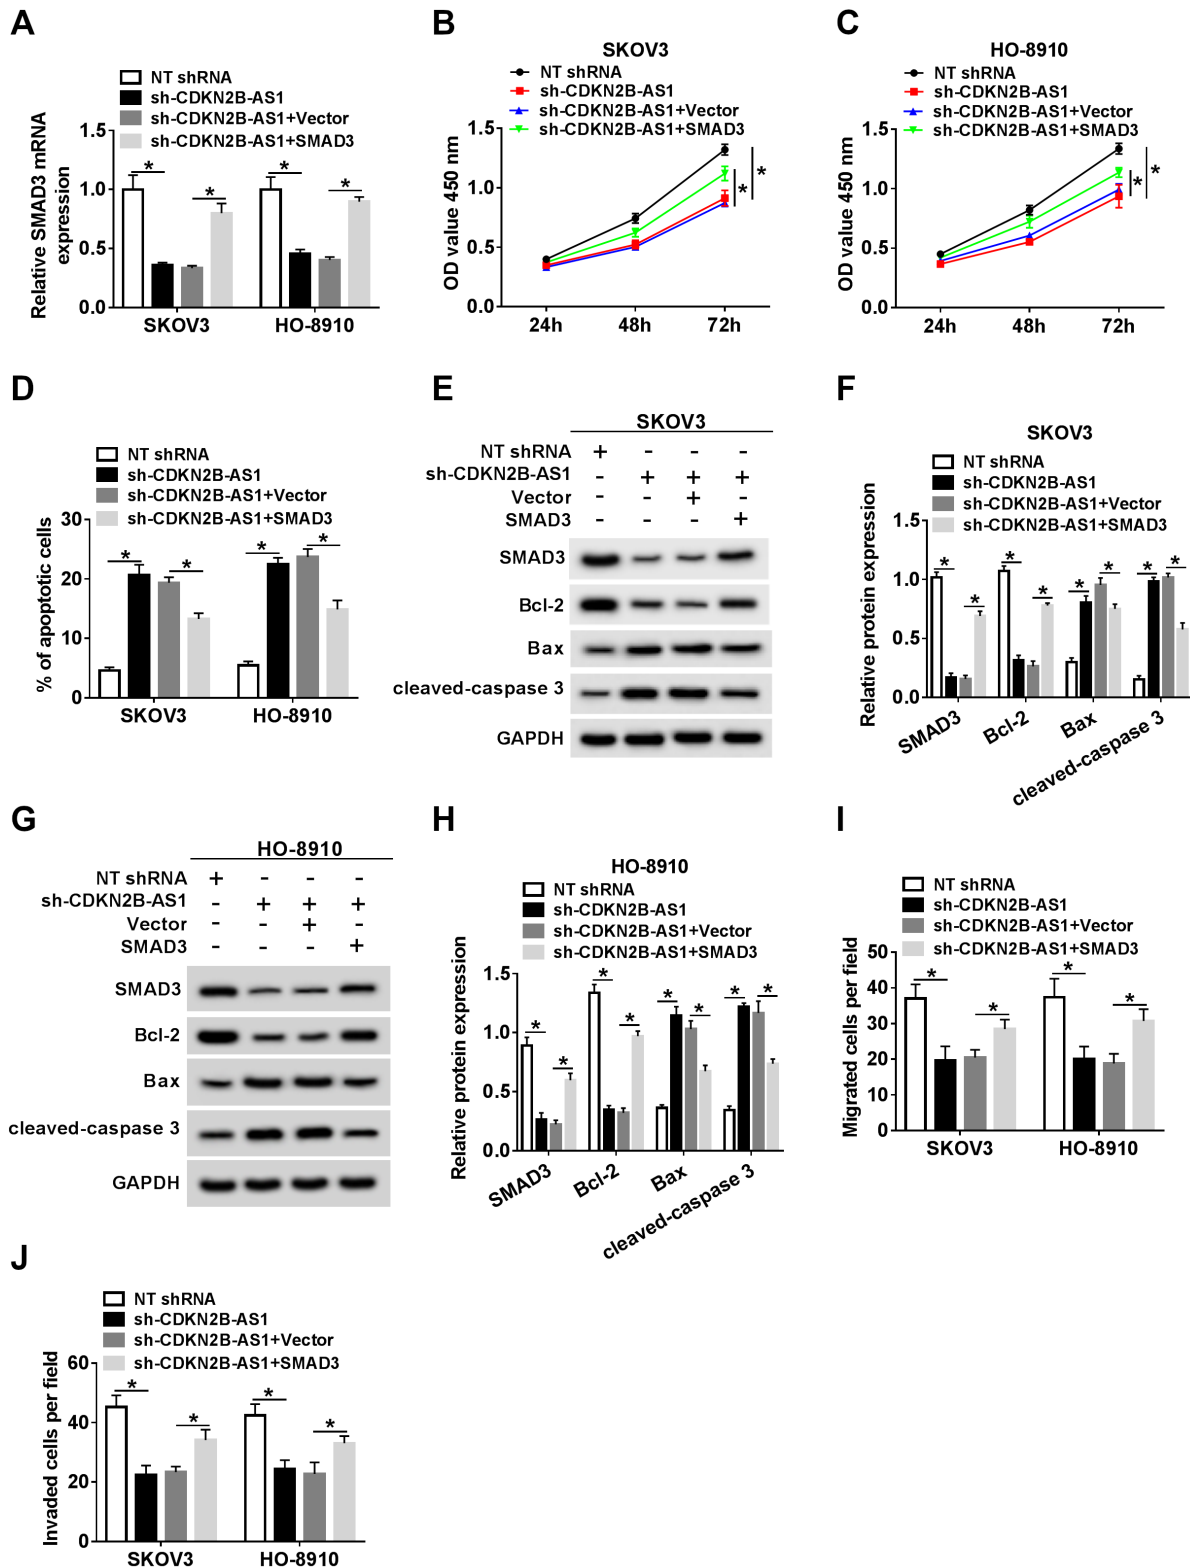 A
NT shRNA
sh-CDKN2B-AS1
sh-CDKN2B-AS1+Vector
sh-CDKN2B-AS1+SMAD3
Relative SMAD3 mRNA
expression
1.5
1.0
0.5
0.0
* * * *
SKOV3 HO-8910
B
SKOV3
NT shRNA
sh-CDKN2B-AS1
sh-CDKN2B-AS1+Vector
sh-CDKN2B-AS1+SMAD3
OD value 450 nm
1.5
1.0
0.5
0.0
* *
24h 48h 72h
C
HO-8910
NT shRNA
sh-CDKN2B-AS1
sh-CDKN2B-AS1+Vector
sh-CDKN2B-AS1+SMAD3
OD value 450 nm
1.5
1.0
0.5
0.0
* *
24h 48h 72h
D
NT shRNA
sh-CDKN2B-AS1
sh-CDKN2B-AS1+Vector
sh-CDKN2B-AS1+SMAD3
% of apoptotic cells
30
20
10
0
* * * *
SKOV3 HO-8910
E
SKOV3
NT shRNA + - - -
sh-CDKN2B-AS1 - + + +
Vector - - + -
SMAD3 - - - +
SMAD3
Bcl-2
Bax
cleaved-caspase 3
GAPDH
F
SKOV3
NT shRNA
sh-CDKN2B-AS1
sh-CDKN2B-AS1+Vector
sh-CDKN2B-AS1+SMAD3
Relative protein expression
1.5
1.0
0.5
0.0
* * * * * * * *
SMAD3 Bcl-2 Bax cleaved-caspase 3
G
HO-8910
NT shRNA + - - -
sh-CDKN2B-AS1 - + + +
Vector - - + -
SMAD3 - - - +
SMAD3
Bcl-2
Bax
cleaved-caspase 3
GAPDH
H
HO-8910
NT shRNA
sh-CDKN2B-AS1
sh-CDKN2B-AS1+Vector
sh-CDKN2B-AS1+SMAD3
Relative protein expression
1.5
1.0
0.5
0.0
* * * * * * * *
SMAD3 Bcl-2 Bax cleaved-caspase 3
I
NT shRNA
sh-CDKN2B-AS1
sh-CDKN2B-AS1+Vector
sh-CDKN2B-AS1+SMAD3
Migrated cells per field
50
40
30
20
10
0
* * * *
SKOV3 HO-8910
J
NT shRNA
sh-CDKN2B-AS1
sh-CDKN2B-AS1+Vector
sh-CDKN2B-AS1+SMAD3
Invaded cells per field
60
40
20
0
* * * *
SKOV3 HO-8910